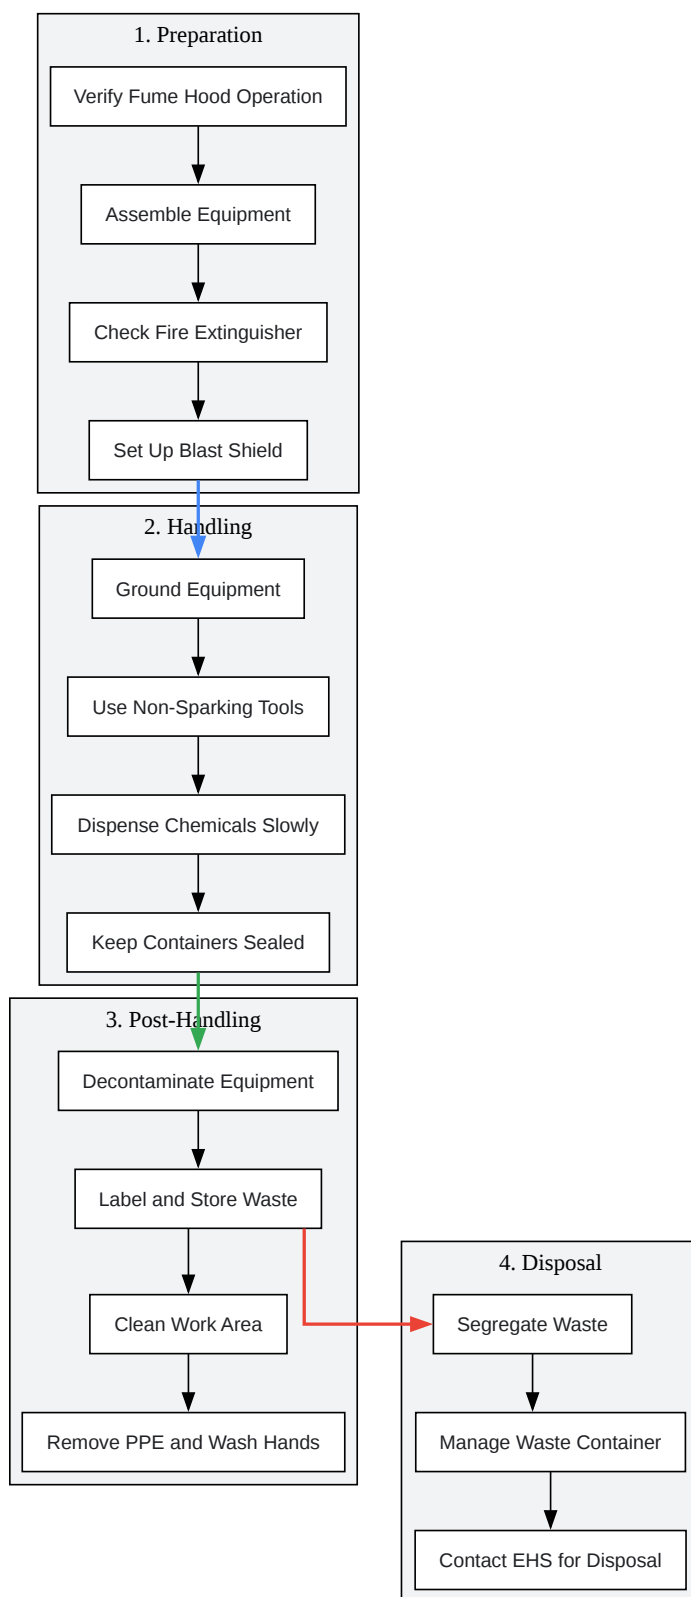 1. Preparation
Verify Fume Hood Operation
Assemble Equipment
Check Fire Extinguisher
Set Up Blast Shield
2. Handling
Ground Equipment
Use Non-Sparking Tools
Dispense Chemicals Slowly
Keep Containers Sealed
3. Post-Handling
Decontaminate Equipment
Label and Store Waste
Clean Work Area
Remove PPE and Wash Hands
4. Disposal
Segregate Waste
Manage Waste Container
Contact EHS for Disposal